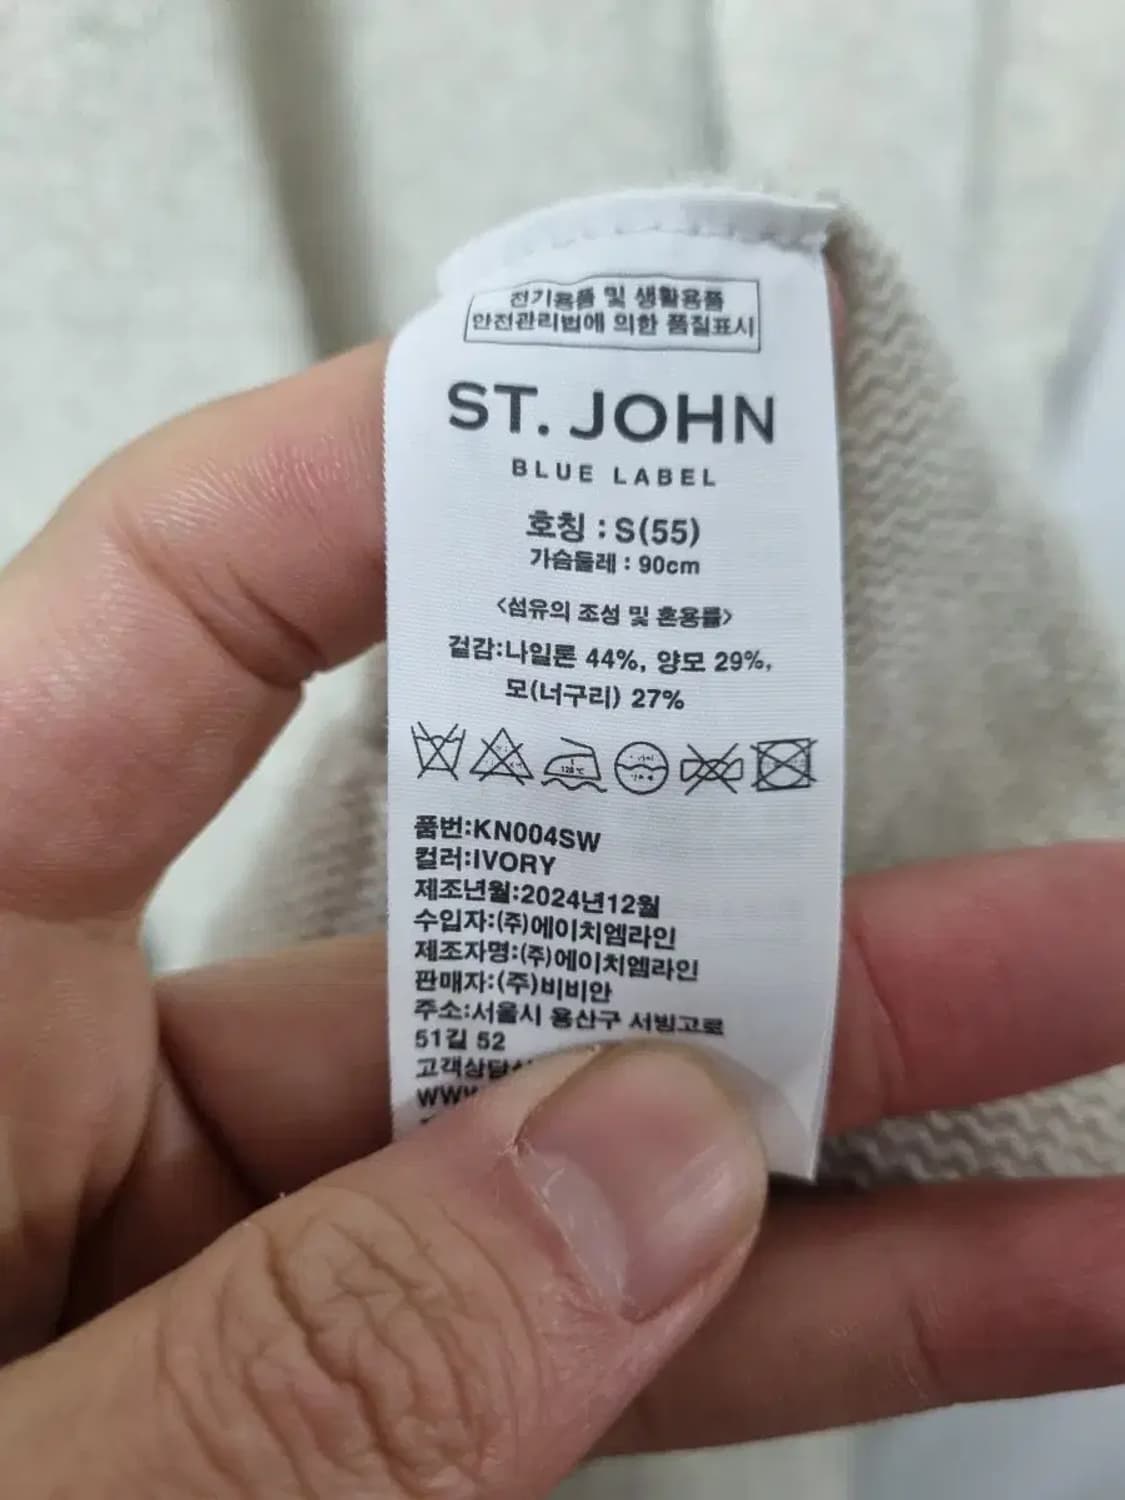 전기용품 및 생활용품
안전관리법에 의한 품질표시
ST. JOHN
BLUE LABEL
호칭 : S(55)
가슴둘레 : 90cm
<섬유의 조성 및 혼용률>
겉감:나일론 44%, 양모 29%,
모(너구리) 27%
품번:KN004SW
컬러:IVORY
제조년월:2024년12월
수입자:(주)에이치엠라인
제조자명:(주)에이치엠라인
판매자:(주)비비안
주소:서울시 용산구 서빙고로
51길 52
고객상담